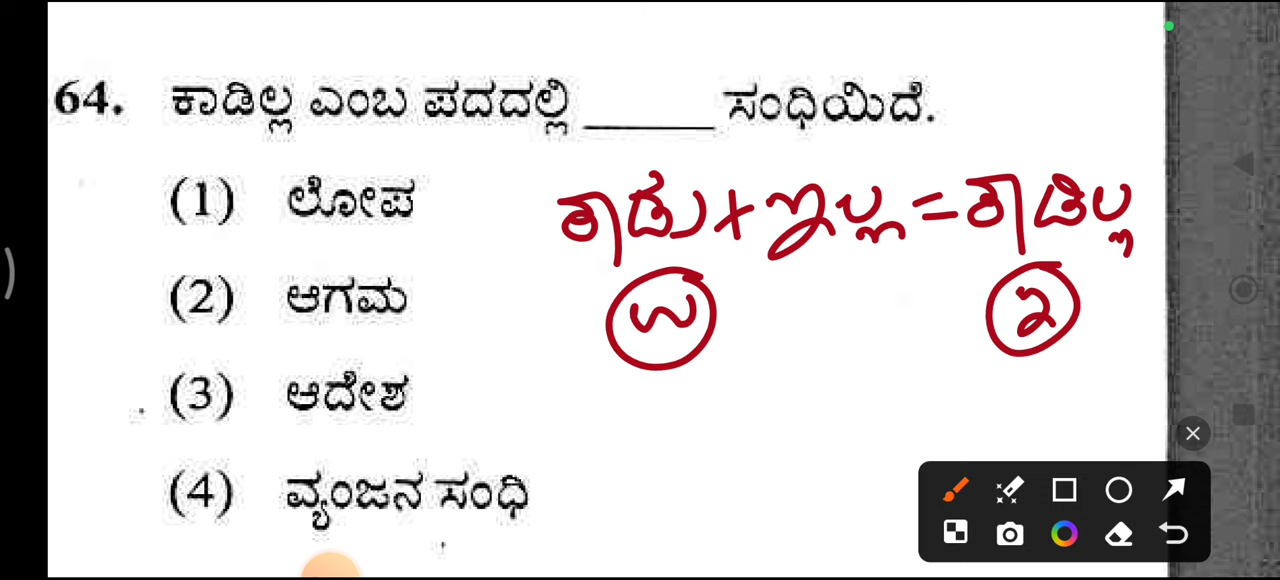 64. ಕಾಡಿಲ್ಲ ಎಂಬ ಪದದಲ್ಲಿ ______ ಸಂಧಿಯಿದೆ.
(1) ಲೋಪ
ಕಾಡು + ಇಲ್ಲ = ಕಾಡಿಲ್ಲ
(2) ಆಗಮ
ಉ
ಇ
(3) ಆದೇಶ
(4) ವ್ಯಂಜನ ಸಂಧಿ